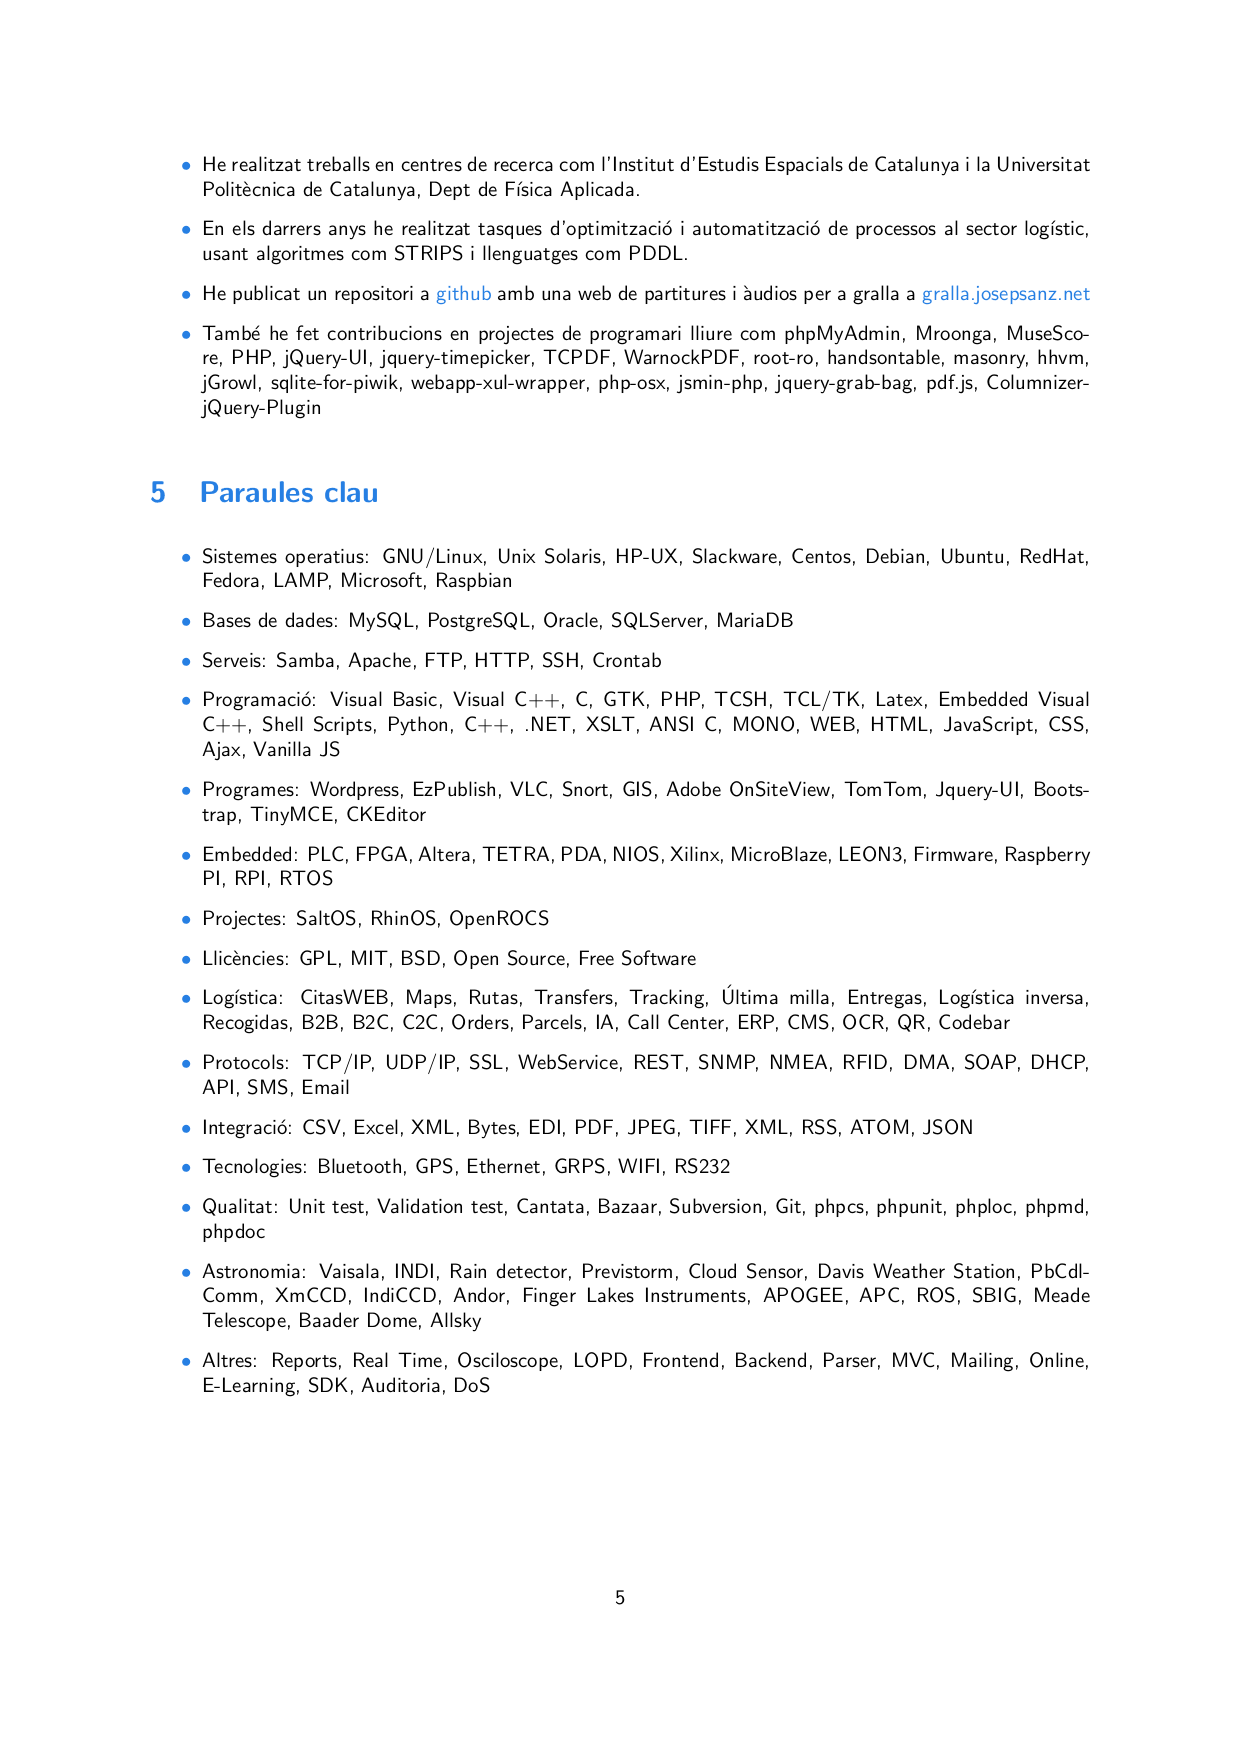 • He realitzat treballs en centres de recerca com l'Institut d'Estudis Espacials de Catalunya i la Universitat
Politècnica de Catalunya, Dept de Física Aplicada.
• En els darrers anys he realitzat tasques d'optimització i automatització de processos al sector logístic,
usant algoritmes com STRIPS i llenguatges com PDDL.
• He publicat un repositori a github amb una web de partitures i àudios per a gralla a gralla.josepsanz.net
• També he fet contribucions en projectes de programari lliure com phpMyAdmin, Mroonga, MuseSco-
re, PHP, jQuery-UI, jquery-timepicker, TCPDF, WarnockPDF, root-ro, handsontable, masonry, hhvm,
jGrowl, sqlite-for-piwik, webapp-xul-wrapper, php-osx, jsmin-php, jquery-grab-bag, pdf.js, Columnizer-
jQuery-Plugin
5 Paraules clau
• Sistemes operatius: GNU/Linux, Unix Solaris, HP-UX, Slackware, Centos, Debian, Ubuntu, RedHat,
Fedora, LAMP, Microsoft, Raspbian
• Bases de dades: MySQL, PostgreSQL, Oracle, SQLServer, MariaDB
• Serveis: Samba, Apache, FTP, HTTP, SSH, Crontab
• Programació: Visual Basic, Visual C++, C, GTK, PHP, TCSH, TCL/TK, Latex, Embedded Visual
C++, Shell Scripts, Python, C++, .NET, XSLT, ANSI C, MONO, WEB, HTML, JavaScript, CSS,
Ajax, Vanilla JS
• Programes: Wordpress, EzPublish, VLC, Snort, GIS, Adobe OnSiteView, TomTom, Jquery-UI, Boots-
trap, TinyMCE, CKEditor
• Embedded: PLC, FPGA, Altera, TETRA, PDA, NIOS, Xilinx, MicroBlaze, LEON3, Firmware, Raspberry
PI, RPI, RTOS
• Projectes: SaltOS, RhinOS, OpenROCS
• Llicències: GPL, MIT, BSD, Open Source, Free Software
• Logística: CitasWEB, Maps, Rutas, Transfers, Tracking, Última milla, Entregas, Logística inversa,
Recogidas, B2B, B2C, C2C, Orders, Parcels, IA, Call Center, ERP, CMS, OCR, QR, Codebar
• Protocols: TCP/IP, UDP/IP, SSL, WebService, REST, SNMP, NMEA, RFID, DMA, SOAP, DHCP,
API, SMS, Email
• Integració: CSV, Excel, XML, Bytes, EDI, PDF, JPEG, TIFF, XML, RSS, ATOM, JSON
• Tecnologies: Bluetooth, GPS, Ethernet, GRPS, WIFI, RS232
• Qualitat: Unit test, Validation test, Cantata, Bazaar, Subversion, Git, phpcs, phpunit, phploc, phpmd,
phpdoc
• Astronomia: Vaisala, INDI, Rain detector, Previstorm, Cloud Sensor, Davis Weather Station, PbCdl-
Comm, XmCCD, IndiCCD, Andor, Finger Lakes Instruments, APOGEE, APC, ROS, SBIG, Meade
Telescope, Baader Dome, Allsky
• Altres: Reports, Real Time, Osciloscope, LOPD, Frontend, Backend, Parser, MVC, Mailing, Online,
E-Learning, SDK, Auditoria, DoS
5